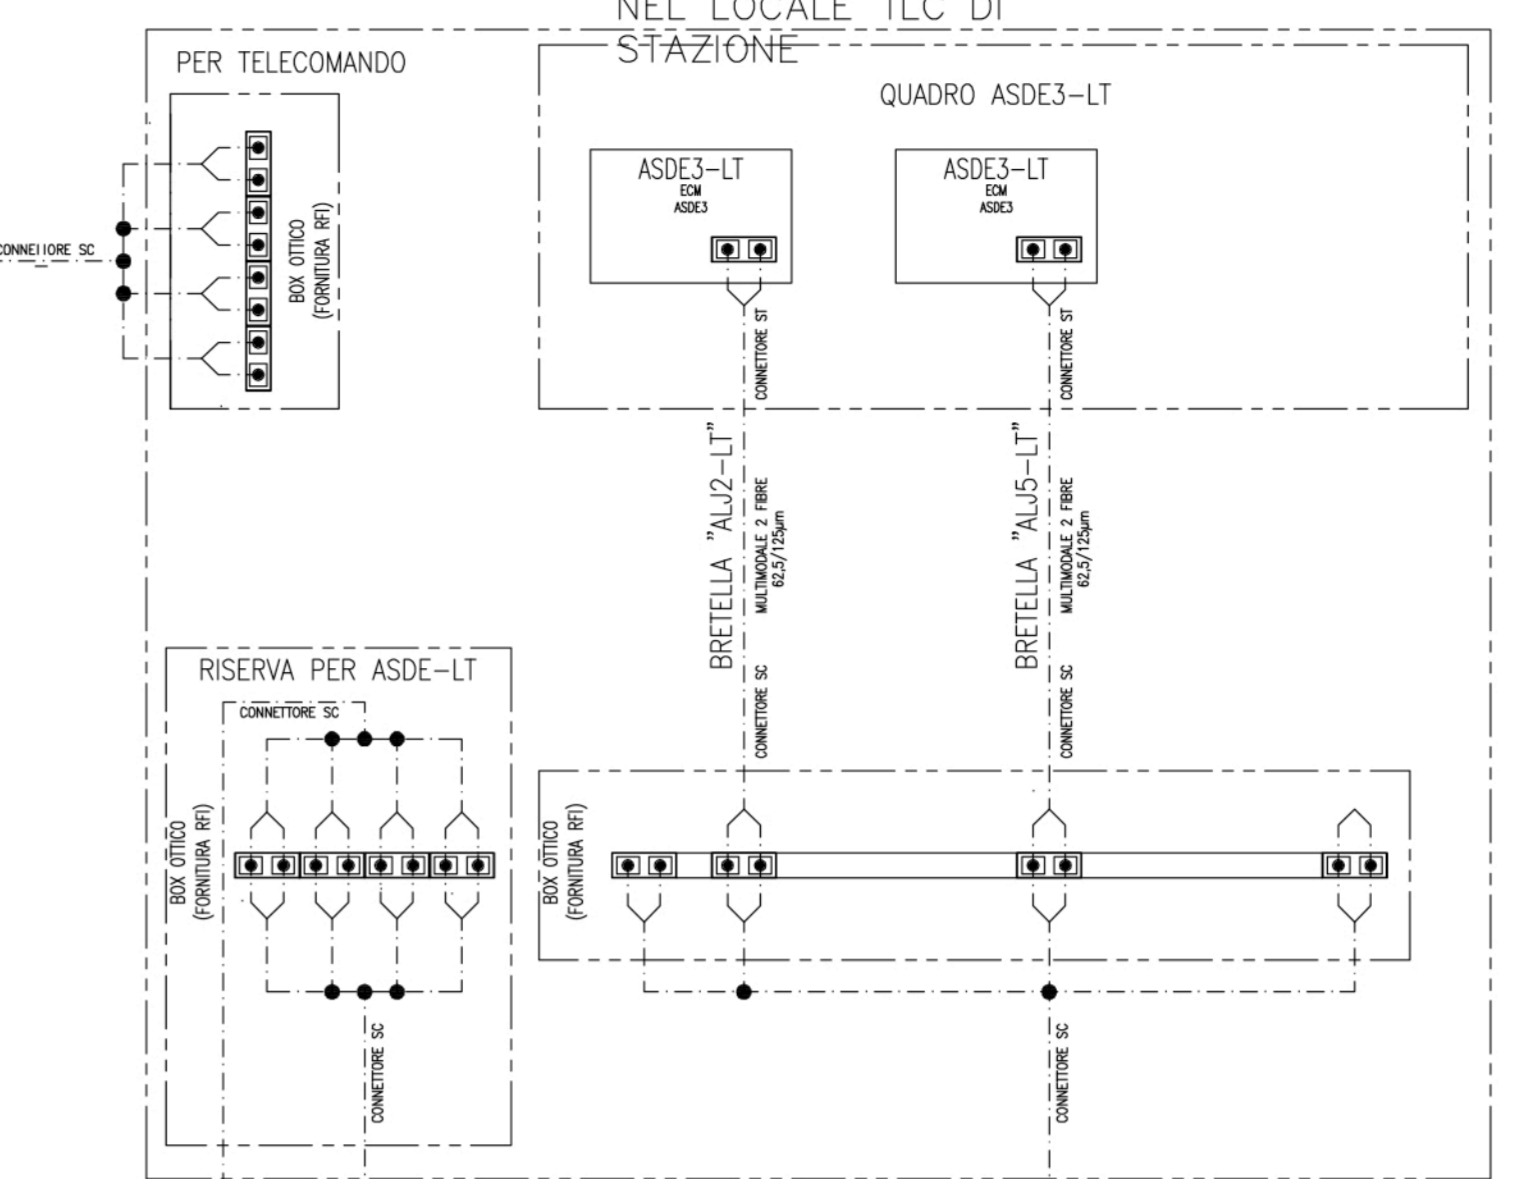 NEL LOCALE TLC DI
STAZIONE
PER TELECOMANDO
QUADRO ASDE3-LT
ASDE3-LT
ECM
ASDE3
ASDE3-LT
ECM
ASDE3
CONNETTORE SC
BOX OTTICO
(FORNITURA RFI)
CONNETTORE ST
CONNETTORE ST
BRETELLA "ALJ2-LT"
MULTIMODALE 2 FIBRE
62,5/125µm
BRETELLA "ALJ5-LT"
MULTIMODALE 2 FIBRE
62,5/125µm
CONNETTORE SC
CONNETTORE SC
RISERVA PER ASDE-LT
CONNETTORE SC
BOX OTTICO
(FORNITURA RFI)
BOX OTTICO
(FORNITURA RFI)
CONNETTORE SC
CONNETTORE SC